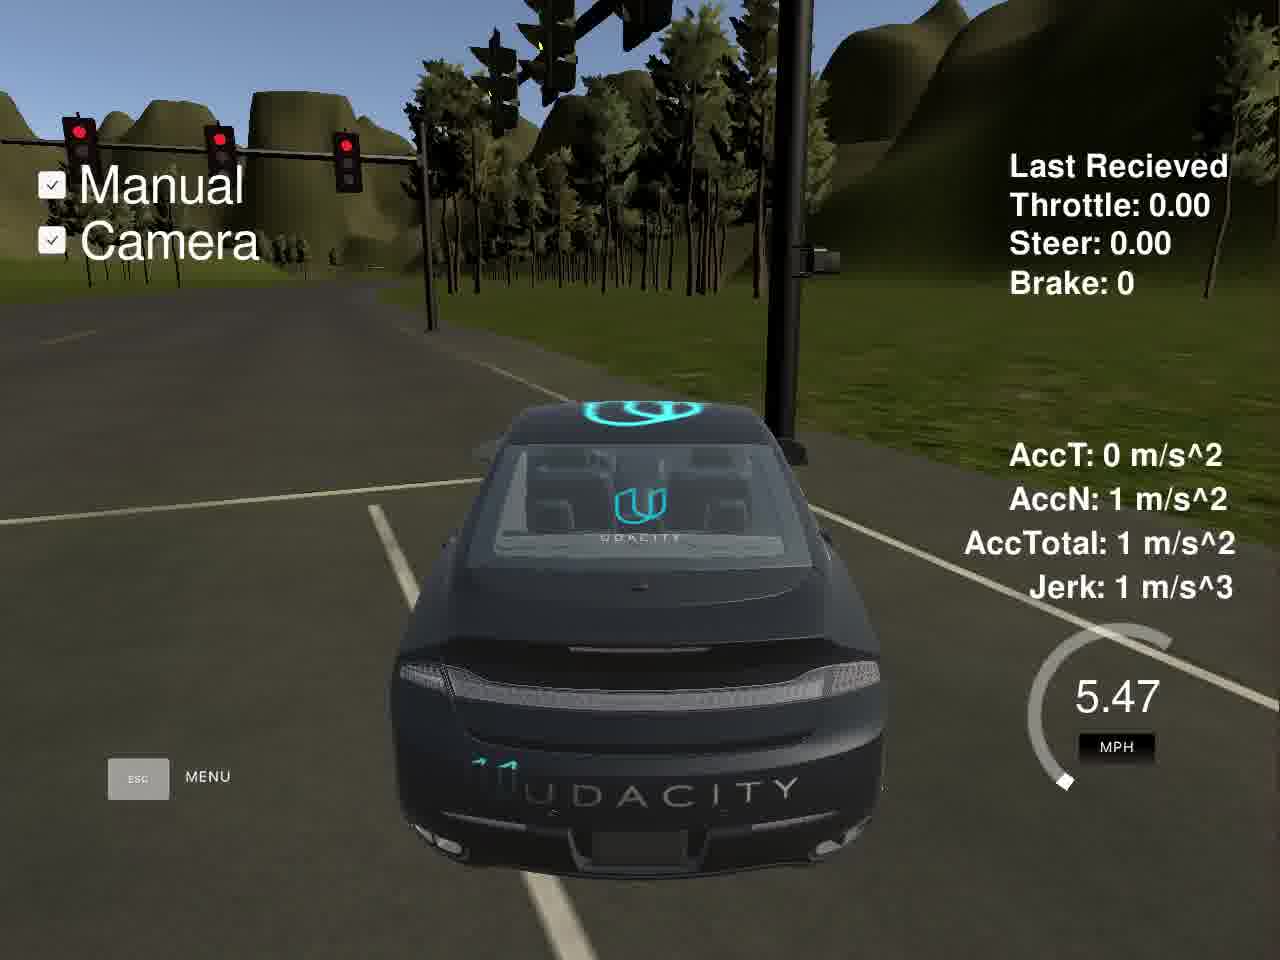 Manual
Camera
Last Recieved
Throttle: 0.00
Steer: 0.00
Brake: 0
AccT: 0 m/s^2
AccN: 1 m/s^2
AccTotal: 1 m/s^2
Jerk: 1 m/s^3
UDACITY
5.47
MPH
ESC MENU
UDACITY